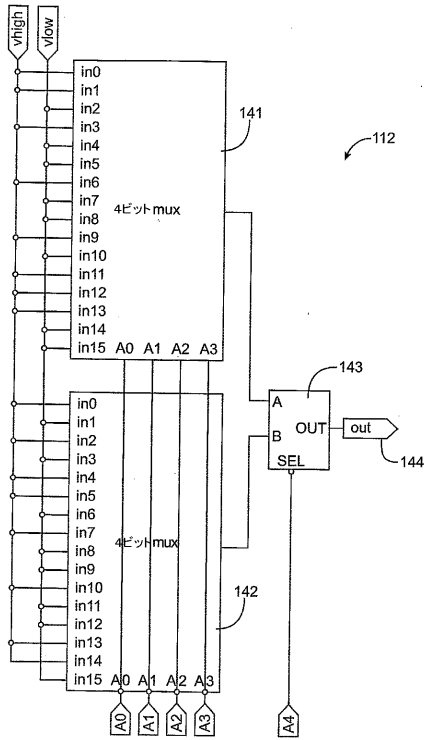 vhigh
vlow
in0
in1
in2
in3
in4
in5
in6
in7
in8
in9
in10
in11
in12
in13
in14
in15
4ビットmux
A0 A1 A2 A3
141
112
in0
in1
in2
in3
in4
in5
in6
in7
in8
in9
in10
in11
in12
in13
in14
in15
4ビットmux
A0 A1 A2 A3
142
143
A
B
OUT
SEL
out
144
A0
A1
A2
A3
A4